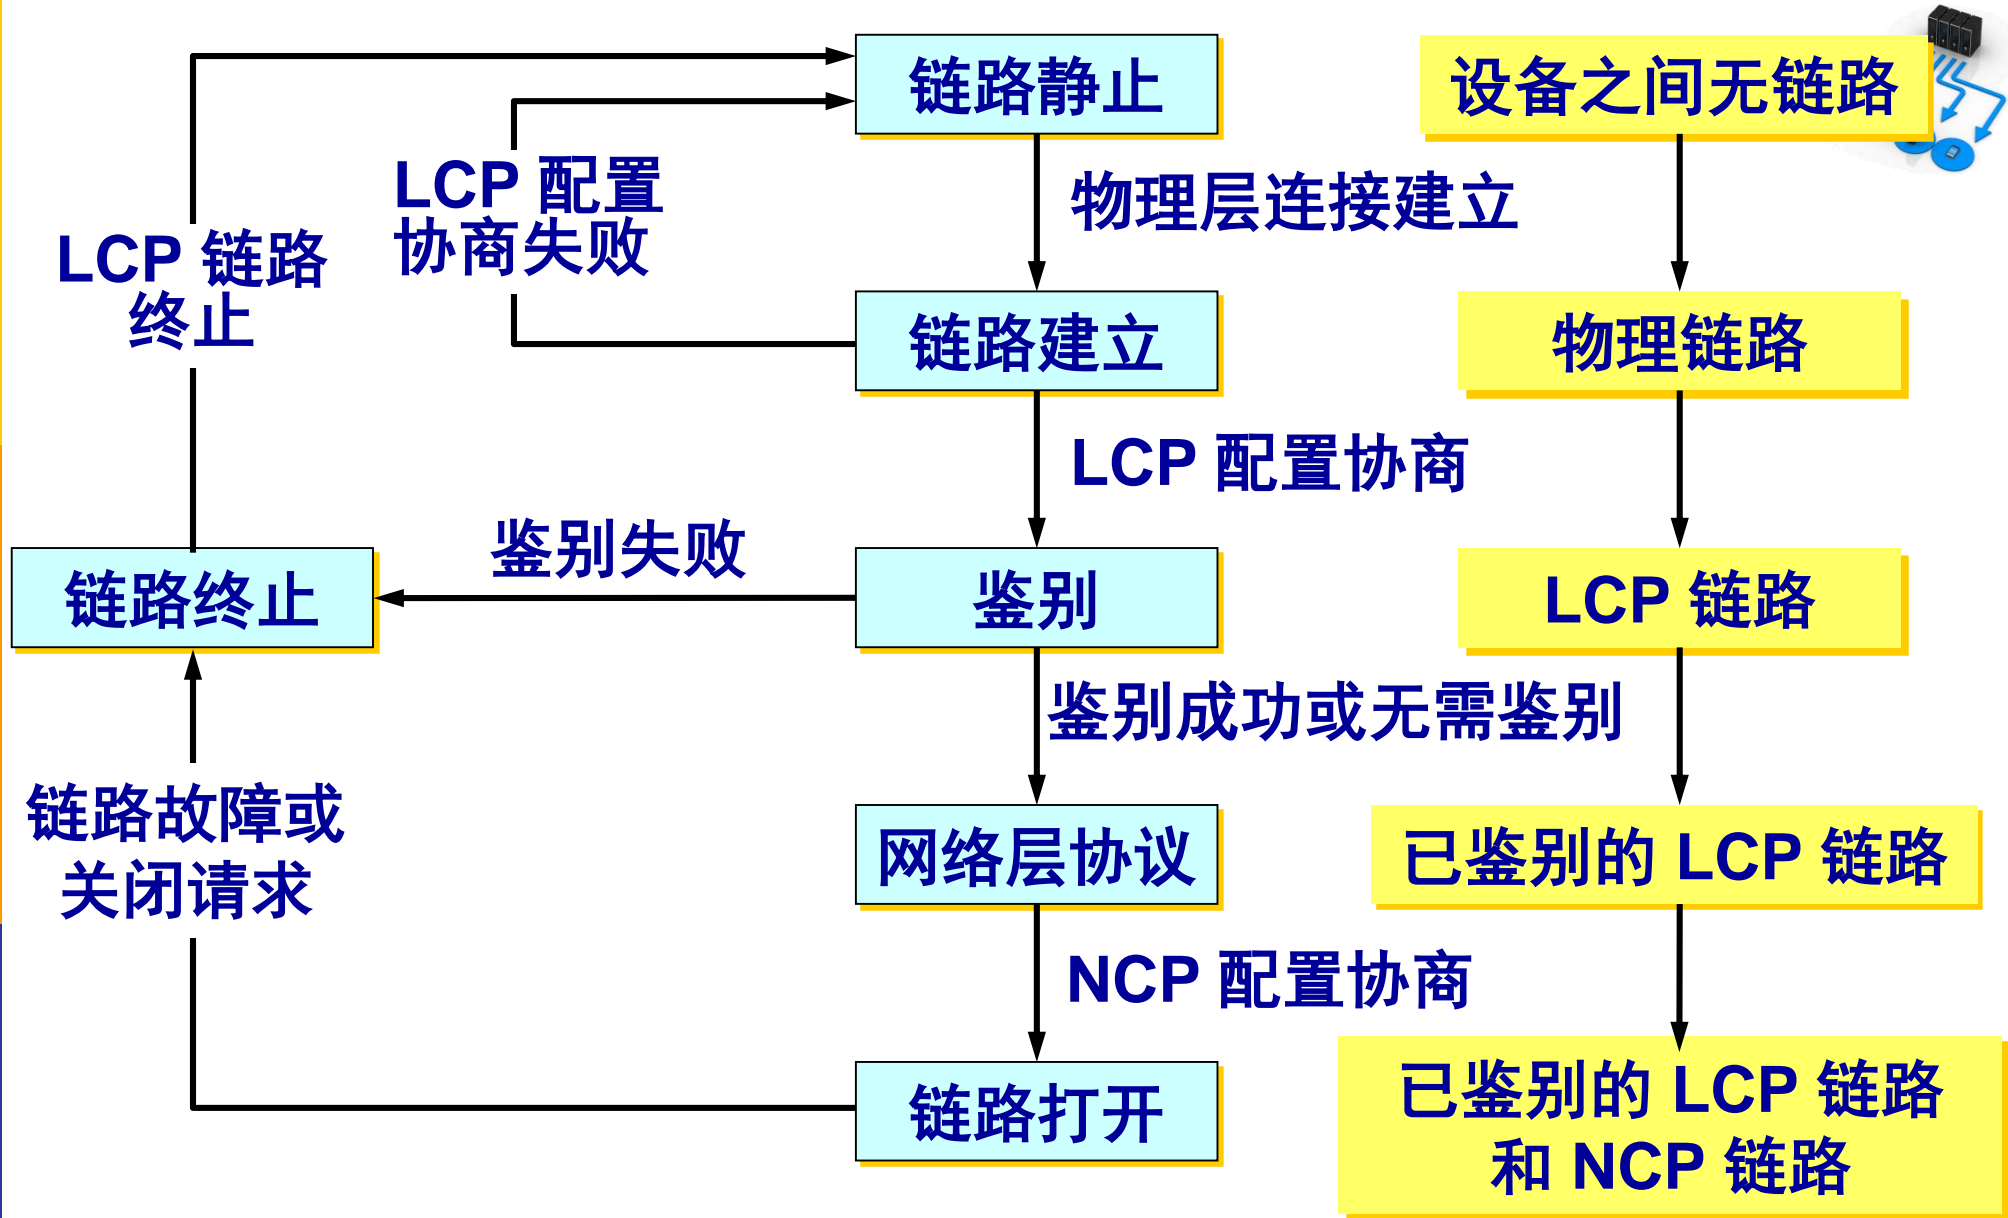 链路静止
设备之间无链路
物理层连接建立
LCP 配置
协商失败
LCP 链路
终止
链路建立
物理链路
LCP 配置协商
鉴别失败
链路终止
鉴别
LCP 链路
鉴别成功或无需鉴别
链路故障或
关闭请求
网络层协议
已鉴别的 LCP 链路
NCP 配置协商
链路打开
已鉴别的 LCP 链路
和 NCP 链路